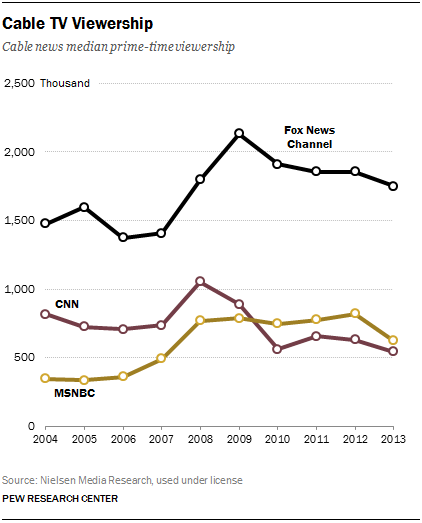 Cable TV Viewership
Cable news median prime-time viewership
2,500 Thousand
Fox News
Channel
2,000
1,500
1,000
CNN
500
MSNBC
0
2004 2005 2006 2007 2008 2009 2010 2011 2012 2013
Source: Nielsen Media Research, used under license
PEW RESEARCH CENTER